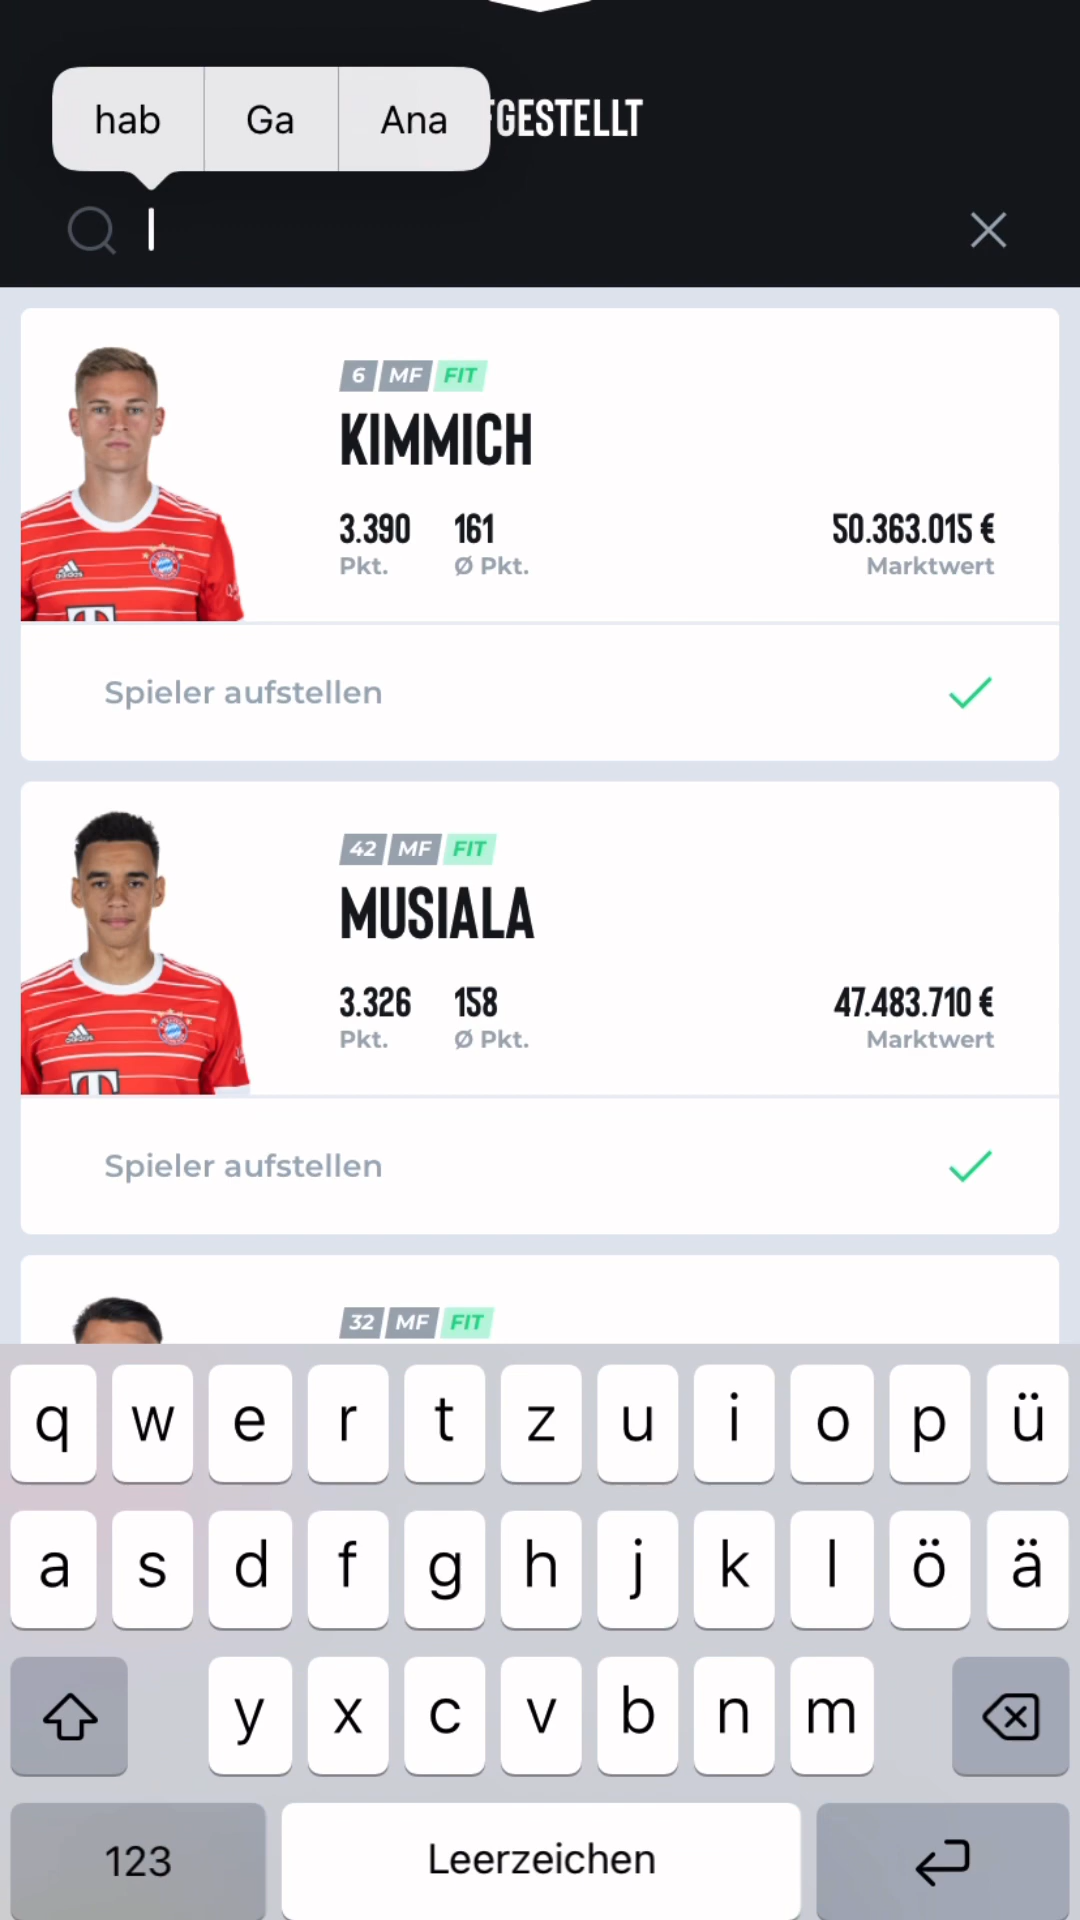 hab Ga Ana
FGESTELLT
6 MF FIT
KIMMICH
3.390 161 50.363.015 €
Pkt. Ø Pkt. Marktwert
Spieler aufstellen
42 MF FIT
MUSIALA
3.326 158 47.483.710 €
Pkt. Ø Pkt. Marktwert
Spieler aufstellen
32 MF FIT
q w e r t z u i o p ü
a s d f g h j k l ö ä
y x c v b n m
123 Leerzeichen